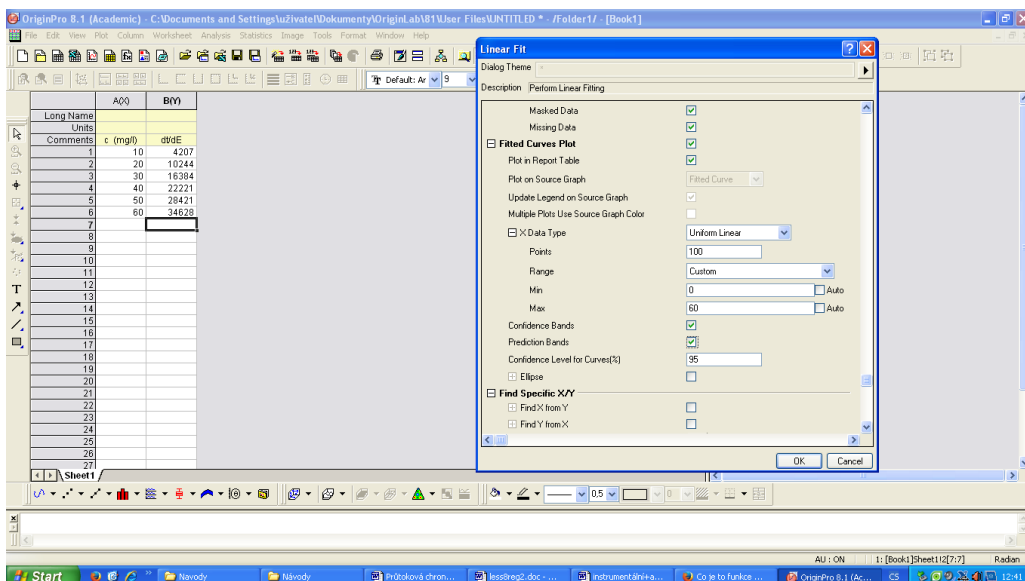 OriginPro 8.1 (Academic) - C:\Documents and Settings\uživatel\Dokumenty\OriginLab\81\User Files\UNTITLED * - /Folder1/ - [Book1]
File Edit View Plot Column Worksheet Analysis Statistics Image Tools Format Window Help
Default: Ar 9
A(X) B(Y)
Long Name
Units
Comments c (mg/l) dt/dE
1 10 4207
2 20 10244
3 30 16384
4 40 22221
5 50 28421
6 60 34628
7
8
9
10
11
12
13
14
15
16
17
18
19
20
21
22
23
24
25
26
27
Sheet1
Linear Fit
Dialog Theme *
Description Perform Linear Fitting
Masked Data
Missing Data
Fitted Curves Plot
Plot in Report Table
Plot on Source Graph Fitted Curve
Update Legend on Source Graph
Multiple Plots Use Source Graph Color
X Data Type Uniform Linear
Points 100
Range Custom
Min 0 Auto
Max 60 Auto
Confidence Bands
Prediction Bands
Confidence Level for Curves(%) 95
Ellipse
Find Specific X/Y
Find X from Y
Find Y from X
OK Cancel
T
A 0,5 0
AU : ON 1: [Book1]Sheet1!2[7:7] Radian
Start Navody Návody Průtoková chron... less8reg2.doc - ... instrumentální+a... Co je to funkce ... OriginPro 8.1 (Ac... CS 12:41